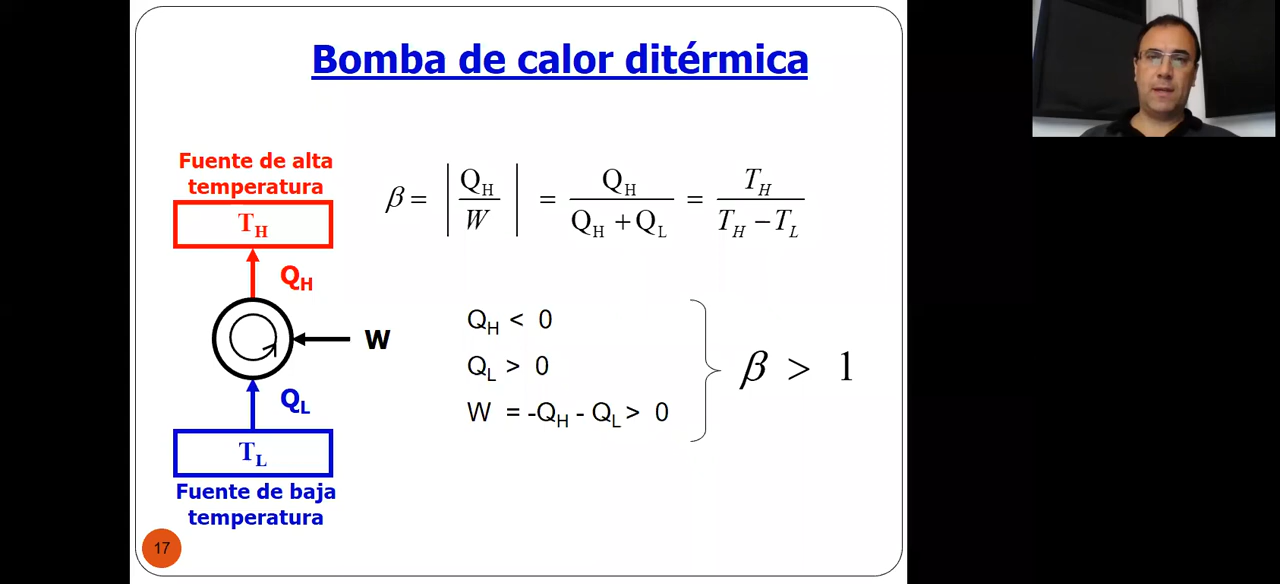 Bomba de calor ditérmica
Fuente de alta
temperatura
T_H
Q_H
W
Q_L
T_L
Fuente de baja
temperatura
β = | Q_H / W | = Q_H / (Q_H + Q_L) = T_H / (T_H − T_L)
Q_H < 0
Q_L > 0
W = -Q_H - Q_L > 0
β > 1
17